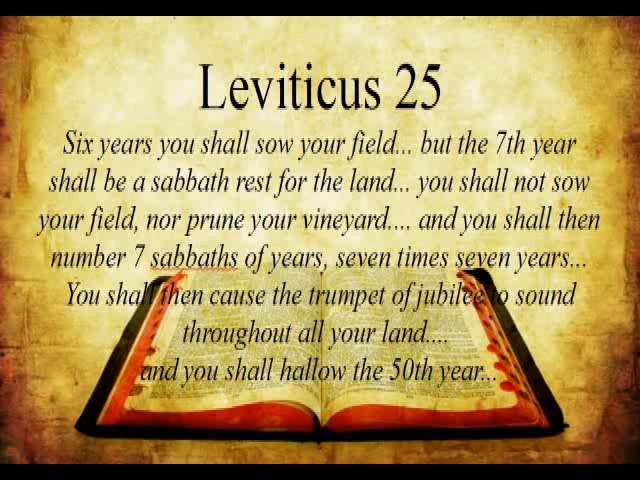 Leviticus 25
Six years you shall sow your field... but the 7th year
shall be a sabbath rest for the land... you shall not sow
your field, nor prune your vineyard.... and you shall then
number 7 sabbaths of years, seven times seven years...
You shall then cause the trumpet of jubilee to sound
throughout all your land....
and you shall hallow the 50th year...